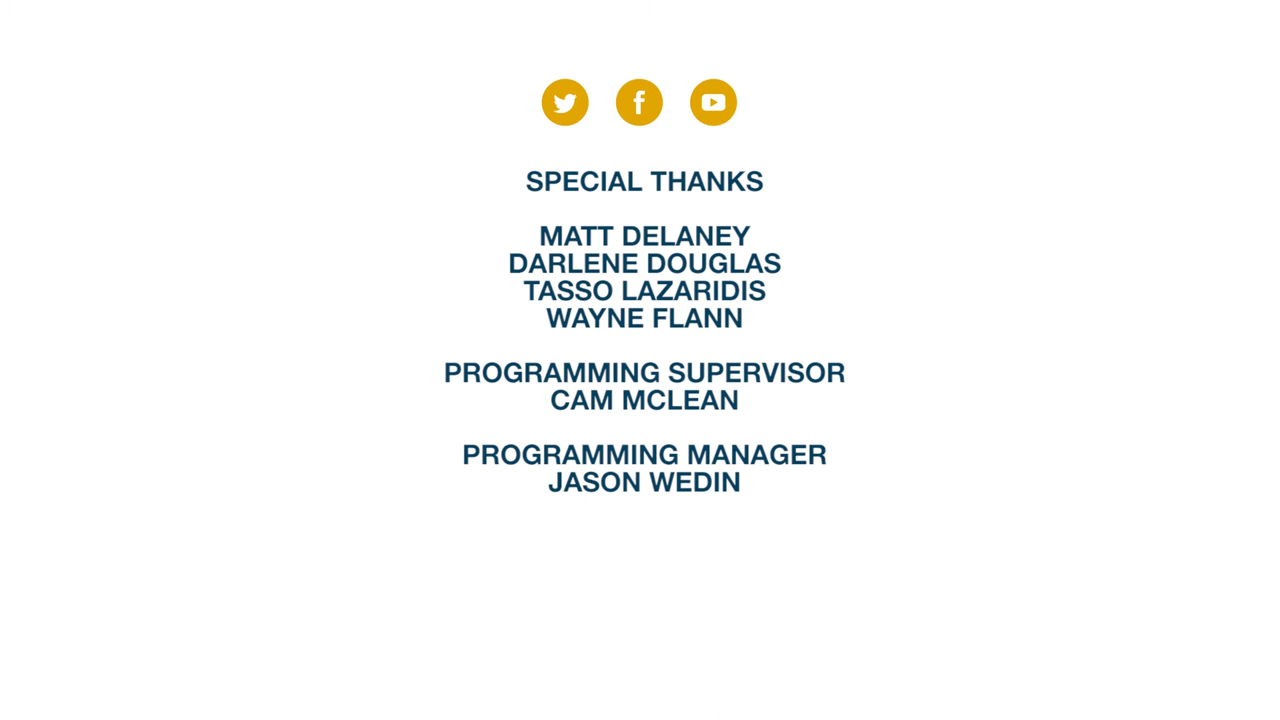 SPECIAL THANKS
MATT DELANEY
DARLENE DOUGLAS
TASSO LAZARIDIS
WAYNE FLANN
PROGRAMMING SUPERVISOR
CAM MCLEAN
PROGRAMMING MANAGER
JASON WEDIN